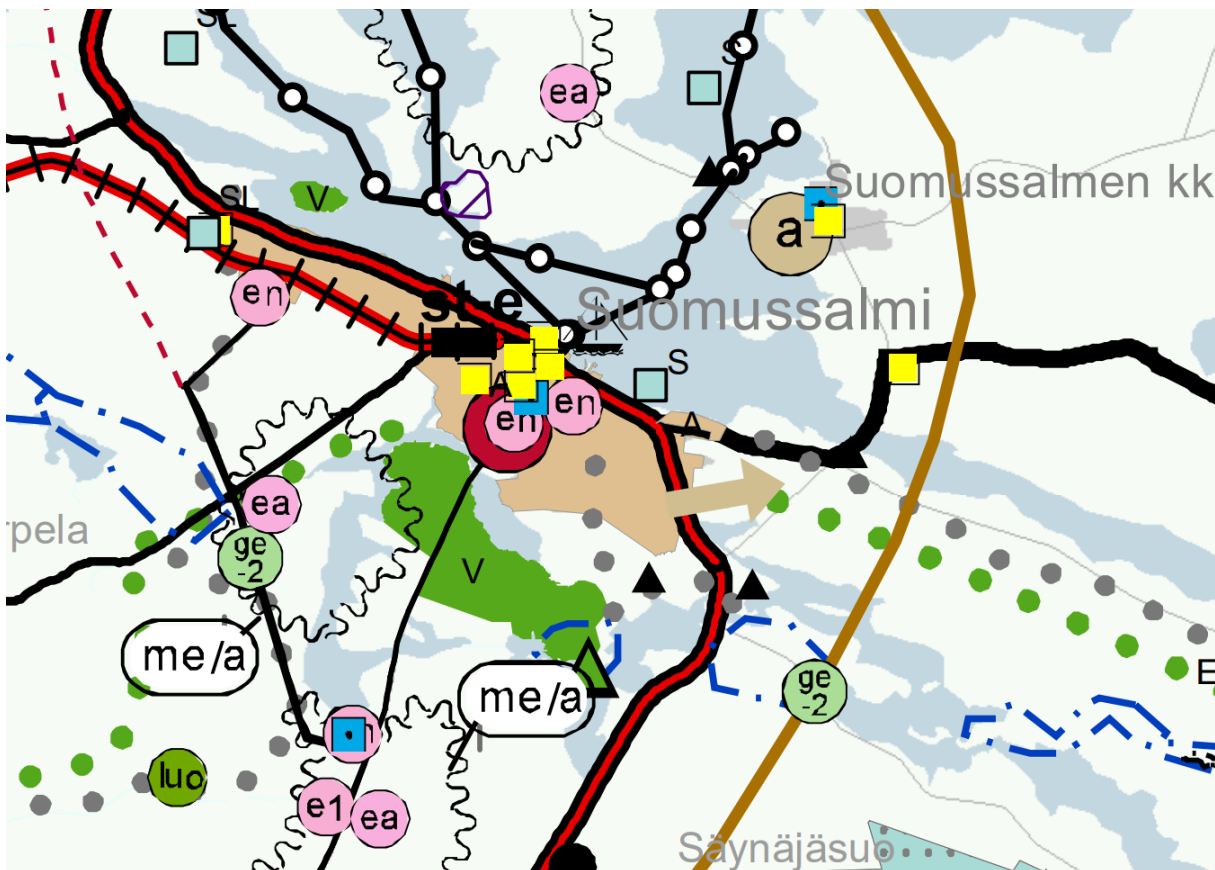 SL
S
ea
Suomussalmen kk
V
SL
a
en
st-e
Suomussalmi
S
A
en
en
A
ea
rpela
ge
-2
V
me/a
me/a
ge
-2
E
luo
e1
ea
Säynäjäsuo